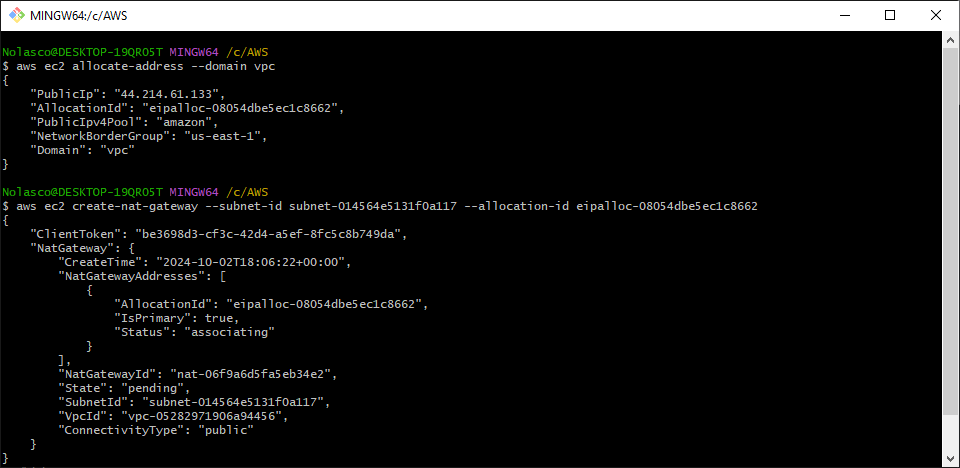 MINGW64:/c/AWS
Nolasco@DESKTOP-19QRO5T MINGW64 /c/AWS
$ aws ec2 allocate-address --domain vpc
{
    "PublicIp": "44.214.61.133",
    "AllocationId": "eipalloc-08054dbe5ec1c8662",
    "PublicIpv4Pool": "amazon",
    "NetworkBorderGroup": "us-east-1",
    "Domain": "vpc"
}
Nolasco@DESKTOP-19QRO5T MINGW64 /c/AWS
$ aws ec2 create-nat-gateway --subnet-id subnet-014564e5131f0a117 --allocation-id eipalloc-08054dbe5ec1c8662
{
    "ClientToken": "be3698d3-cf3c-42d4-a5ef-8fc5c8b749da",
    "NatGateway": {
        "CreateTime": "2024-10-02T18:06:22+00:00",
        "NatGatewayAddresses": [
            {
                "AllocationId": "eipalloc-08054dbe5ec1c8662",
                "IsPrimary": true,
                "Status": "associating"
            }
        ],
        "NatGatewayId": "nat-06f9a6d5fa5eb34e2",
        "State": "pending",
        "SubnetId": "subnet-014564e5131f0a117",
        "VpcId": "vpc-05282971906a94456",
        "ConnectivityType": "public"
    }
}